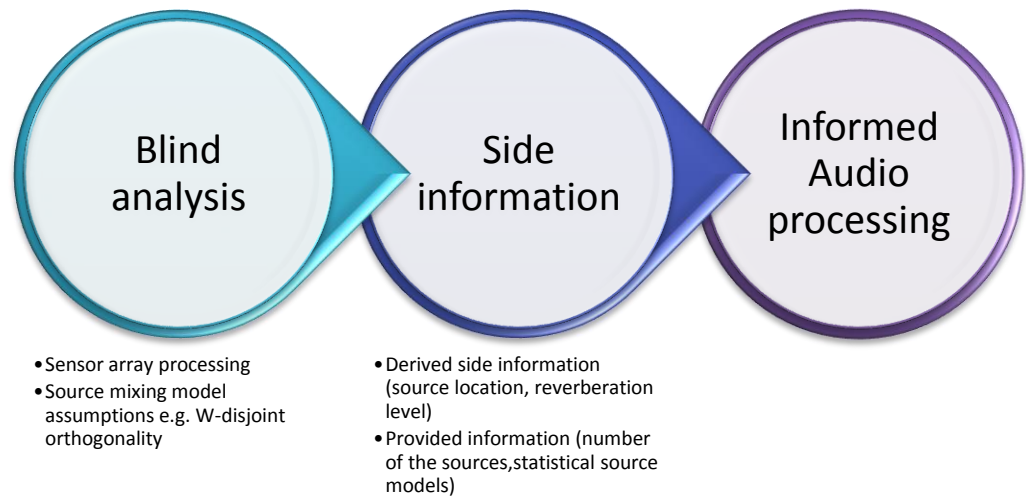 Blind
analysis
Side
information
Informed
Audio
processing
•Sensor array processing
•Source mixing model
assumptions e.g. W-disjoint
orthogonality
•Derived side information
(source location, reverberation
level)
•Provided information (number
of the sources,statistical source
models)